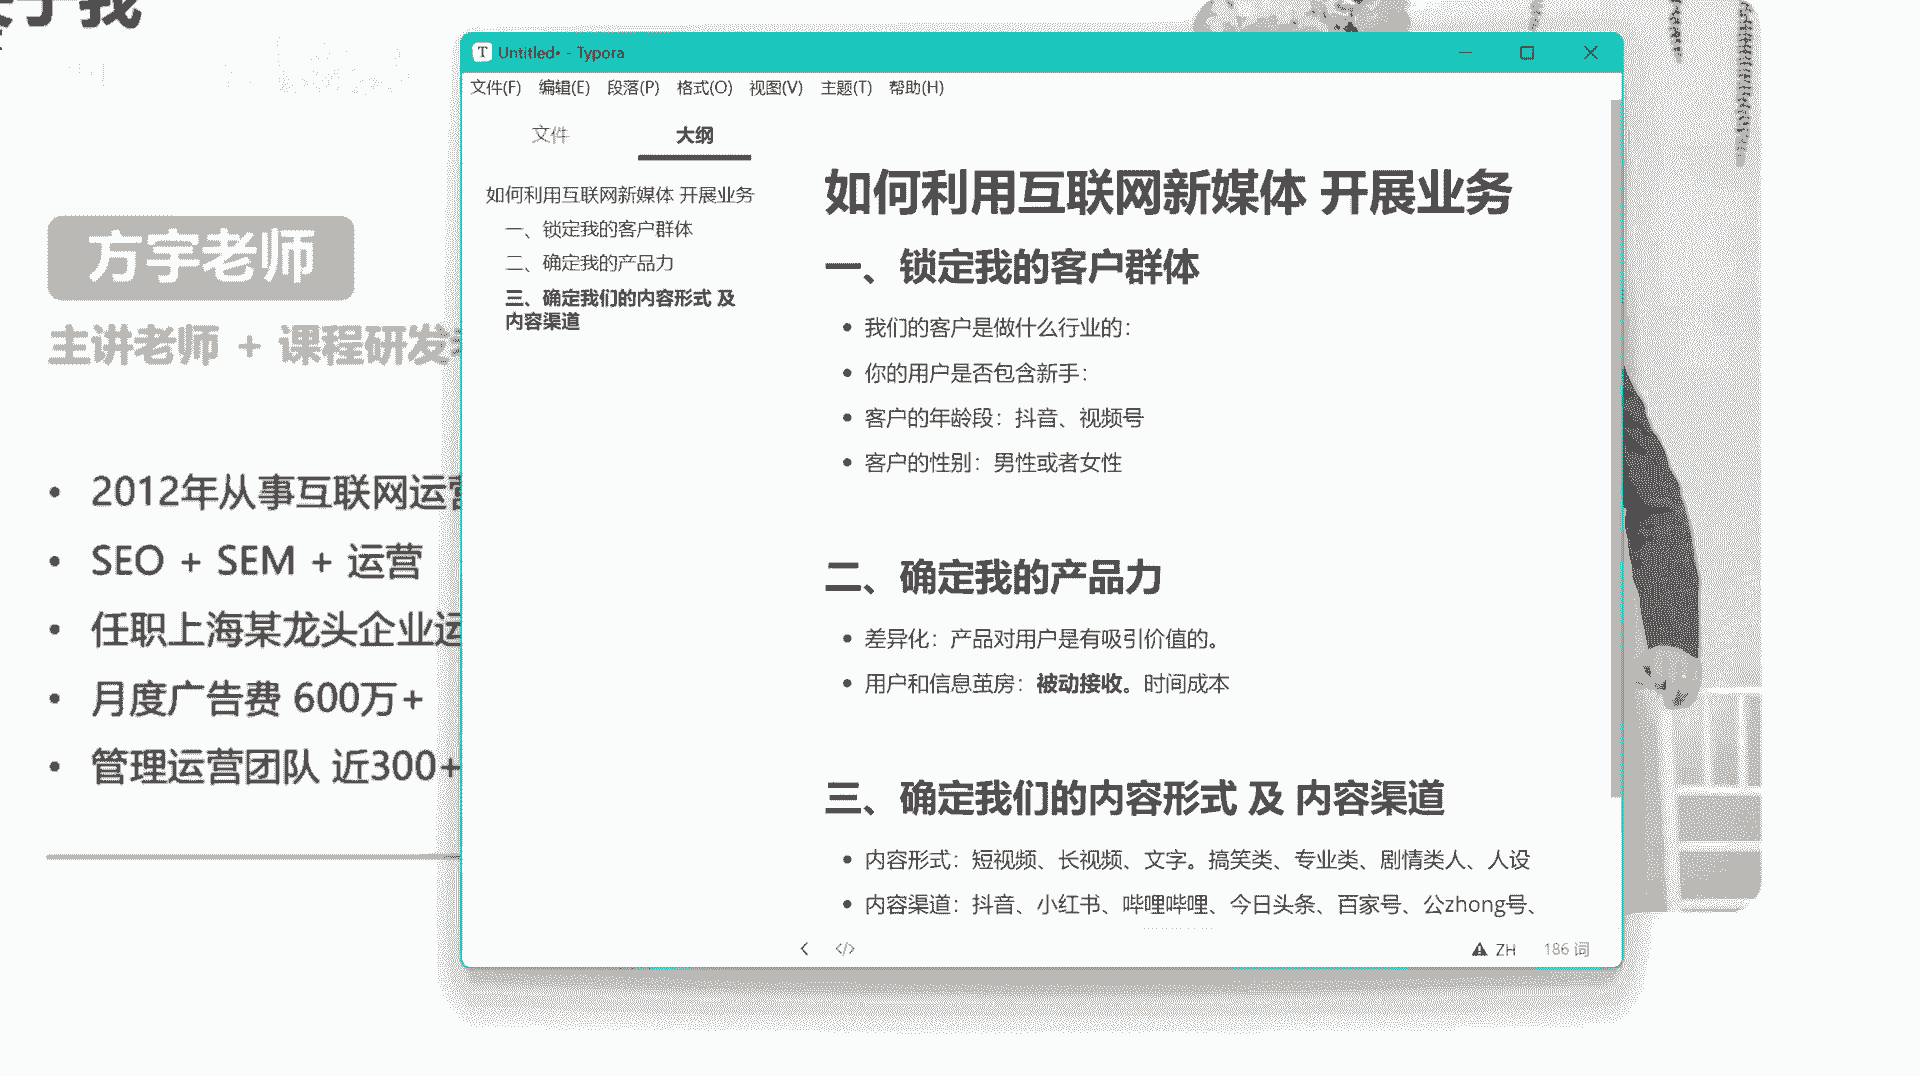 于我
方宇老师
主讲老师 + 课程研发
2012年从事互联网运营
SEO + SEM + 运营
任职上海某龙头企业运
月度广告费 600万+
管理运营团队 近300+
Untitled• - Typora
文件(F) 编辑(E) 段落(P) 格式(O) 视图(V) 主题(T) 帮助(H)
文件 大纲
如何利用互联网新媒体 开展业务
一、锁定我的客户群体
二、确定我的产品力
三、确定我们的内容形式 及
内容渠道
如何利用互联网新媒体 开展业务
一、锁定我的客户群体
我们的客户是做什么行业的：
你的用户是否包含新手：
客户的年龄段：抖音、视频号
客户的性别：男性或者女性
二、确定我的产品力
差异化：产品对用户是有吸引价值的。
用户和信息茧房：被动接收。时间成本
三、确定我们的内容形式 及 内容渠道
内容形式：短视频、长视频、文字。搞笑类、专业类、剧情类人、人设
内容渠道：抖音、小红书、哔哩哔哩、今日头条、百家号、公zhong号、
ZH 186 词